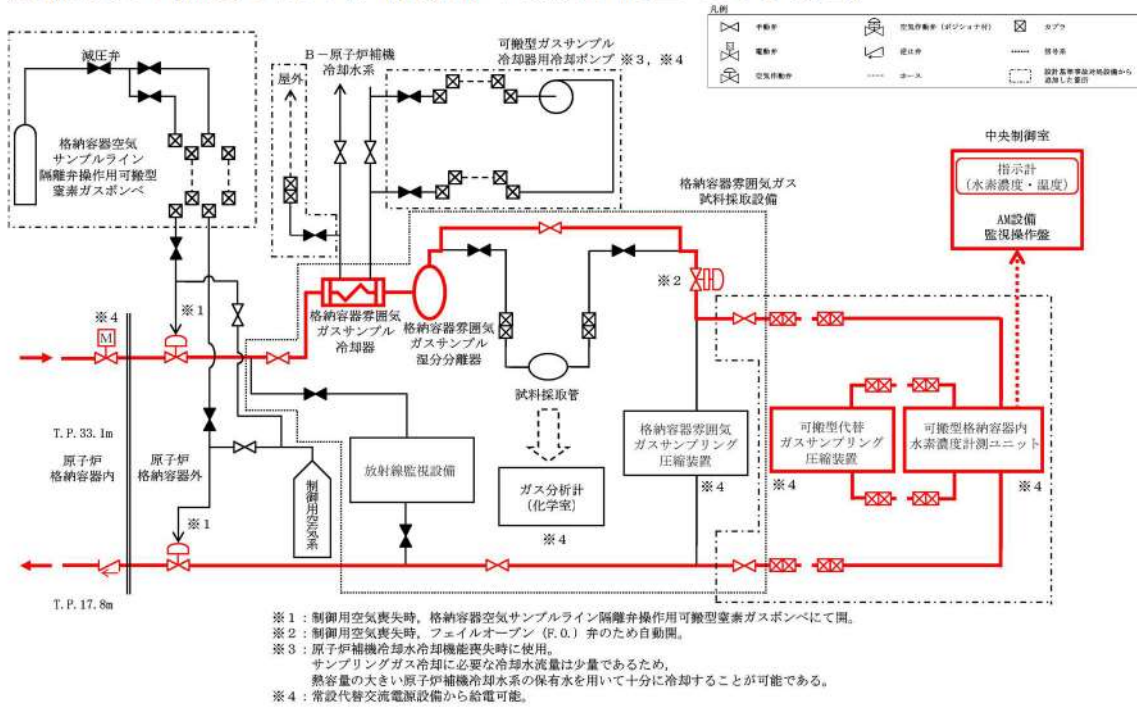 凡例
手動弁
空気作動弁（ポジショナ付）
カプラ
電動弁
逆止弁
信号系
空気作動弁
ホース
設計基準事故対処設備から
追加した箇所
減圧弁
格納容器空気
サンプルライン
隔離弁操作用可搬型
窒素ガスボンベ
屋外
B－原子炉補機
冷却水系
可搬型ガスサンプル
冷却器用冷却ポンプ ※3，※4
格納容器雰囲気ガス
試料採取設備
中央制御室
指示計
（水素濃度・温度）
AM設備
監視操作盤
※1
※2
※4
M
格納容器雰囲気
ガスサンプル
冷却器
格納容器雰囲気
ガスサンプル
湿分分離器
試料採取管
T.P.33.1m
原子炉
格納容器内
原子炉
格納容器外
放射線監視設備
ガス分析計
（化学室）
※4
格納容器雰囲気
ガスサンプリング
圧縮装置
※4
可搬型代替
ガスサンプリング
圧縮装置
※4
可搬型格納容器内
水素濃度計測ユニット
※4
制御用空気系
※1
T.P.17.8m
※1：制御用空気喪失時，格納容器空気サンプルライン隔離弁操作用可搬型窒素ガスボンベにて開。
※2：制御用空気喪失時，フェイルオープン（F.O.）弁のため自動開。
※3：原子炉補機冷却水冷却機能喪失時に使用。
サンプリングガス冷却に必要な冷却水流量は少量であるため，
熱容量の大きい原子炉補機冷却水系の保有水を用いて十分に冷却することが可能である。
※4：常設代替交流電源設備から給電可能。